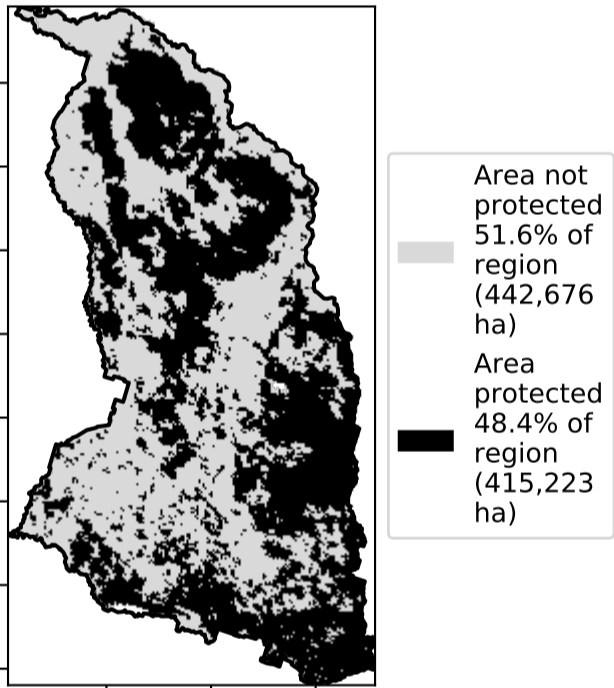 Area not
protected
51.6% of
region
(442,676
ha)
Area
protected
48.4% of
region
(415,223
ha)